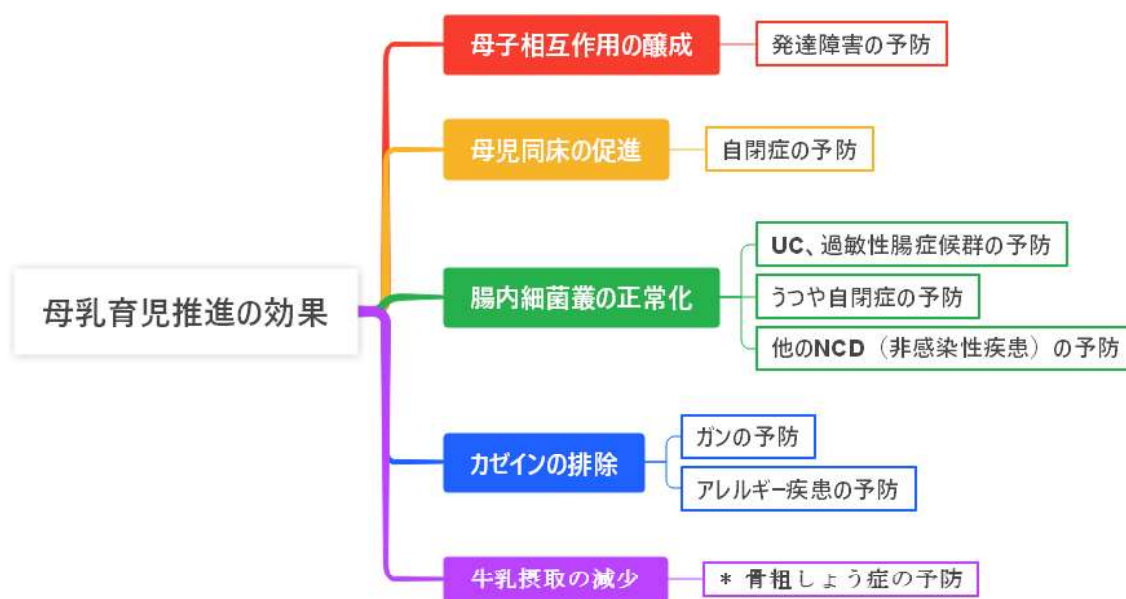 母子相互作用の醸成
発達障害の予防
母児同床の促進
自閉症の予防
UC、過敏性腸症候群の予防
母乳育児推進の効果
腸内細菌叢の正常化
うつや自閉症の予防
他のNCD（非感染性疾患）の予防
カゼインの排除
ガンの予防
アレルギー疾患の予防
牛乳摂取の減少
* 骨粗しょう症の予防